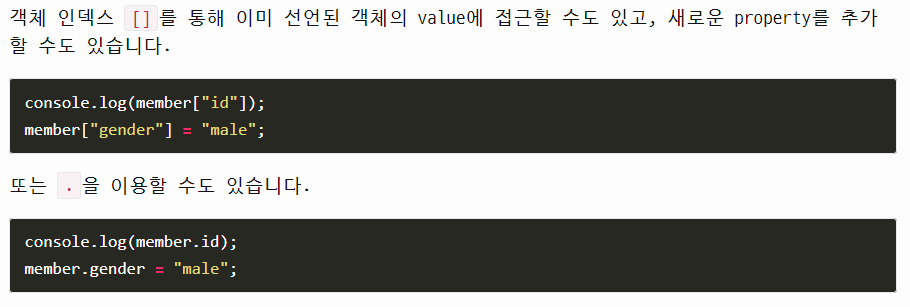 객체 인덱스 []를 통해 이미 선언된 객체의 value에 접근할 수도 있고, 새로운 property를 추가
할 수도 있습니다.
console.log(member["id"]);
member["gender"] = "male";
또는 .을 이용할 수도 있습니다.
console.log(member.id);
member.gender = "male";